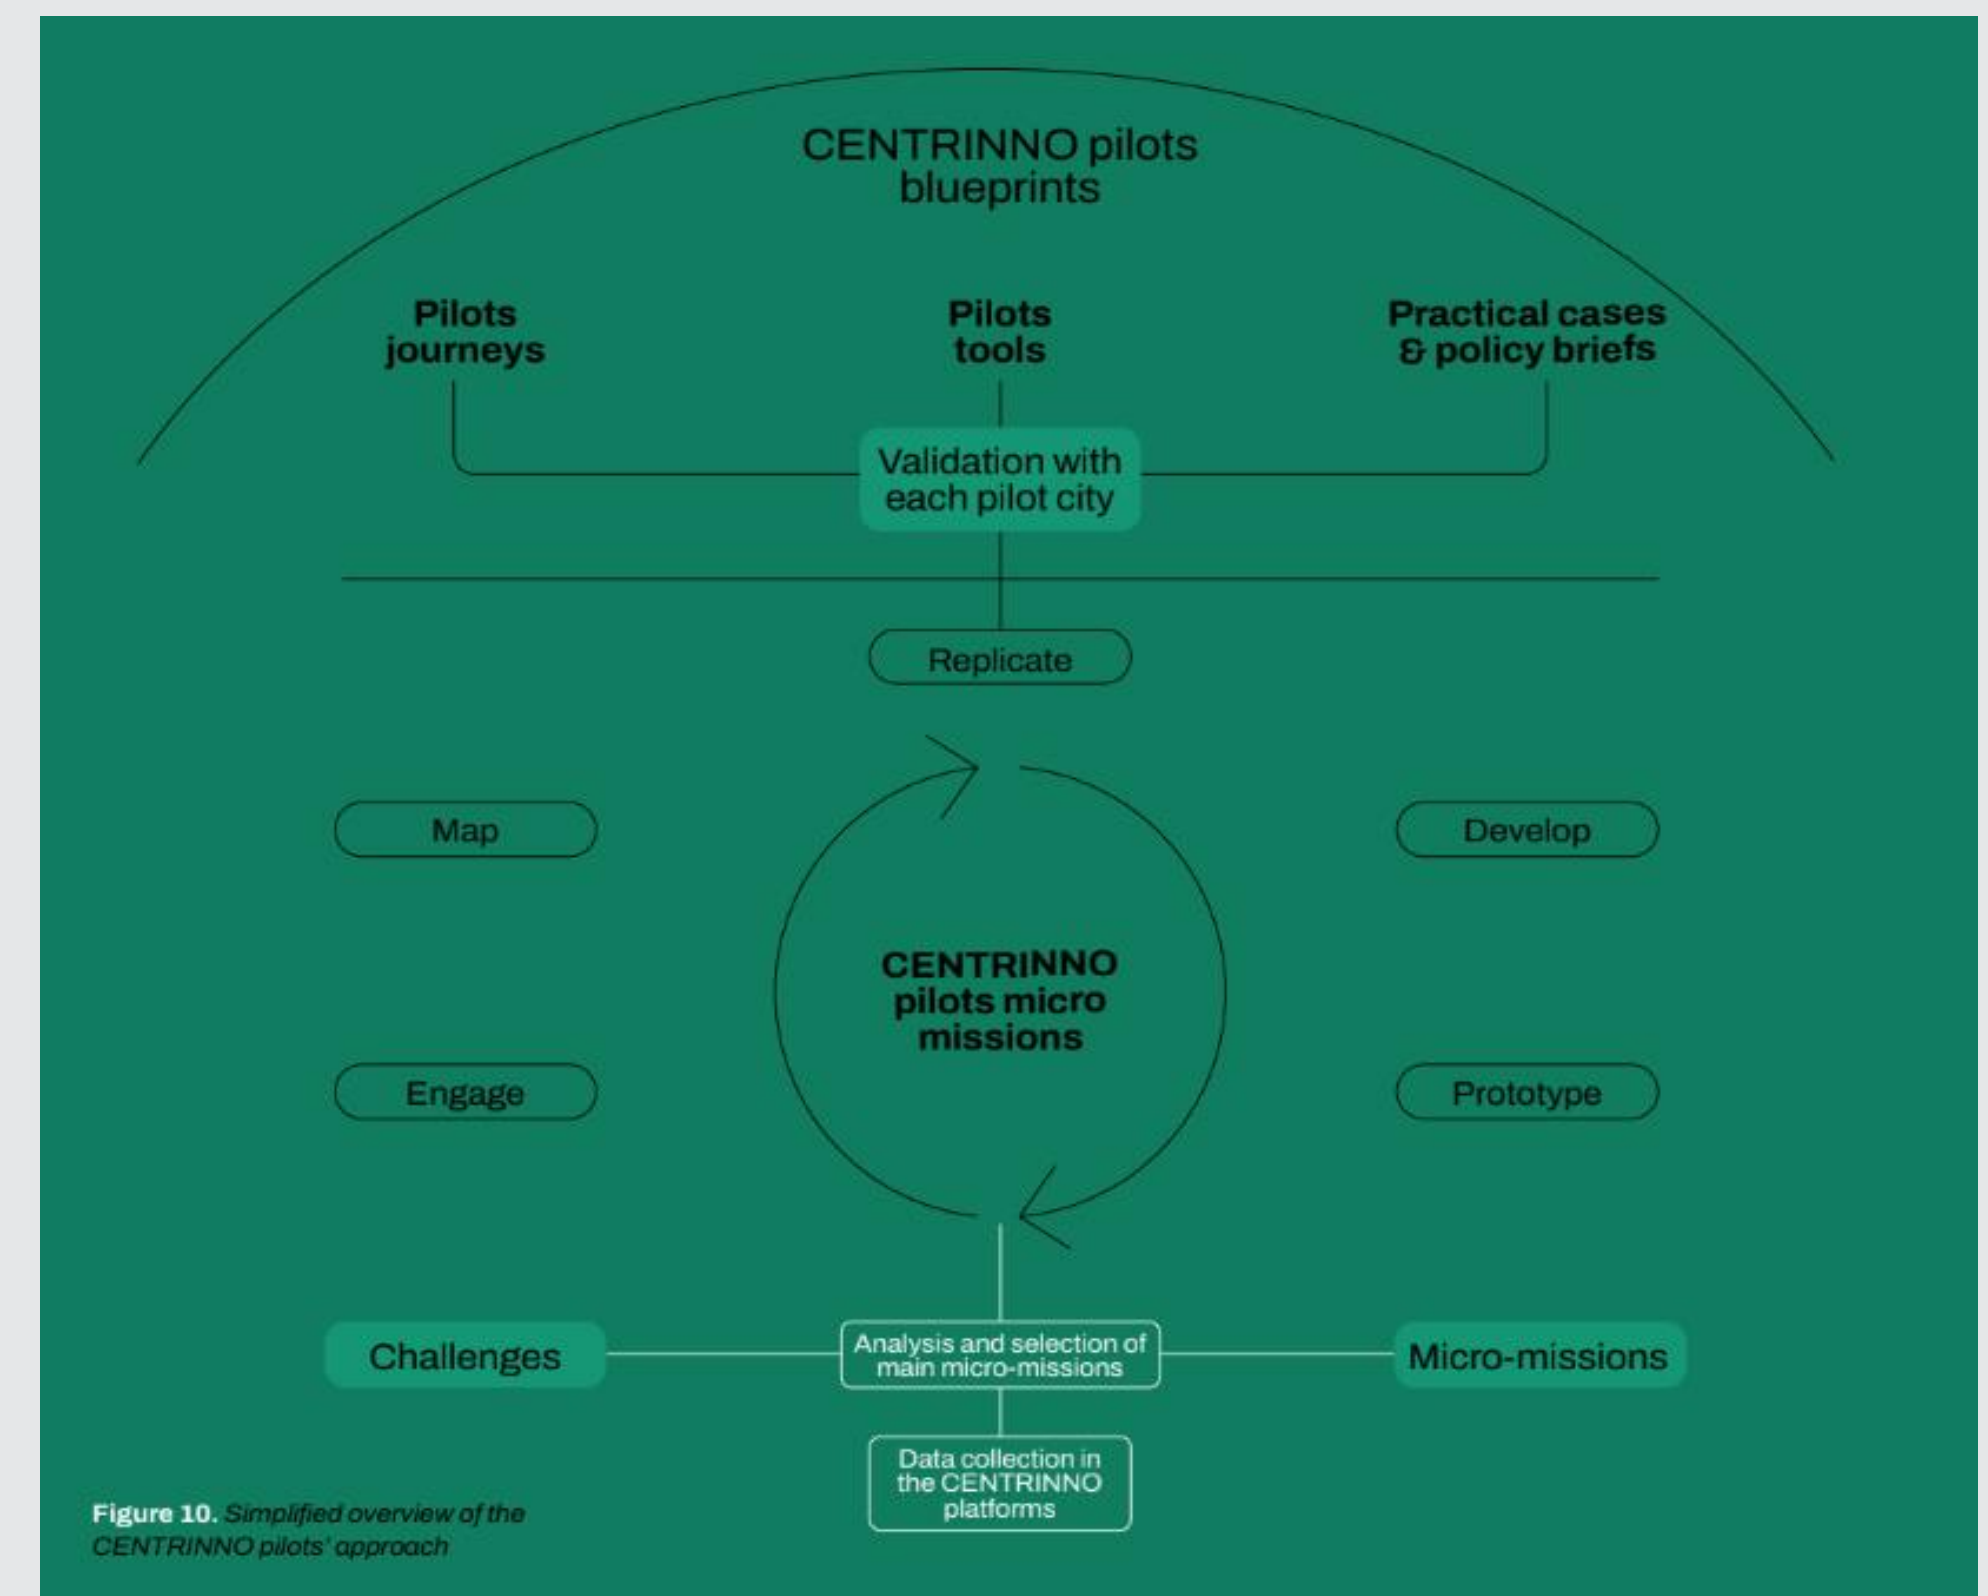 CENTRINNO pilots
blueprints
Pilots
journeys
Pilots
tools
Practical cases
& policy briefs
Validation with
each pilot city
Replicate
Map
Develop
CENTRINNO
pilots micro
missions
Engage
Prototype
Challenges
Analysis and selection of
main micro-missions
Micro-missions
Data collection in
the CENTRINNO
platforms
Figure 10. Simplified overview of the
CENTRINNO pilots' approach